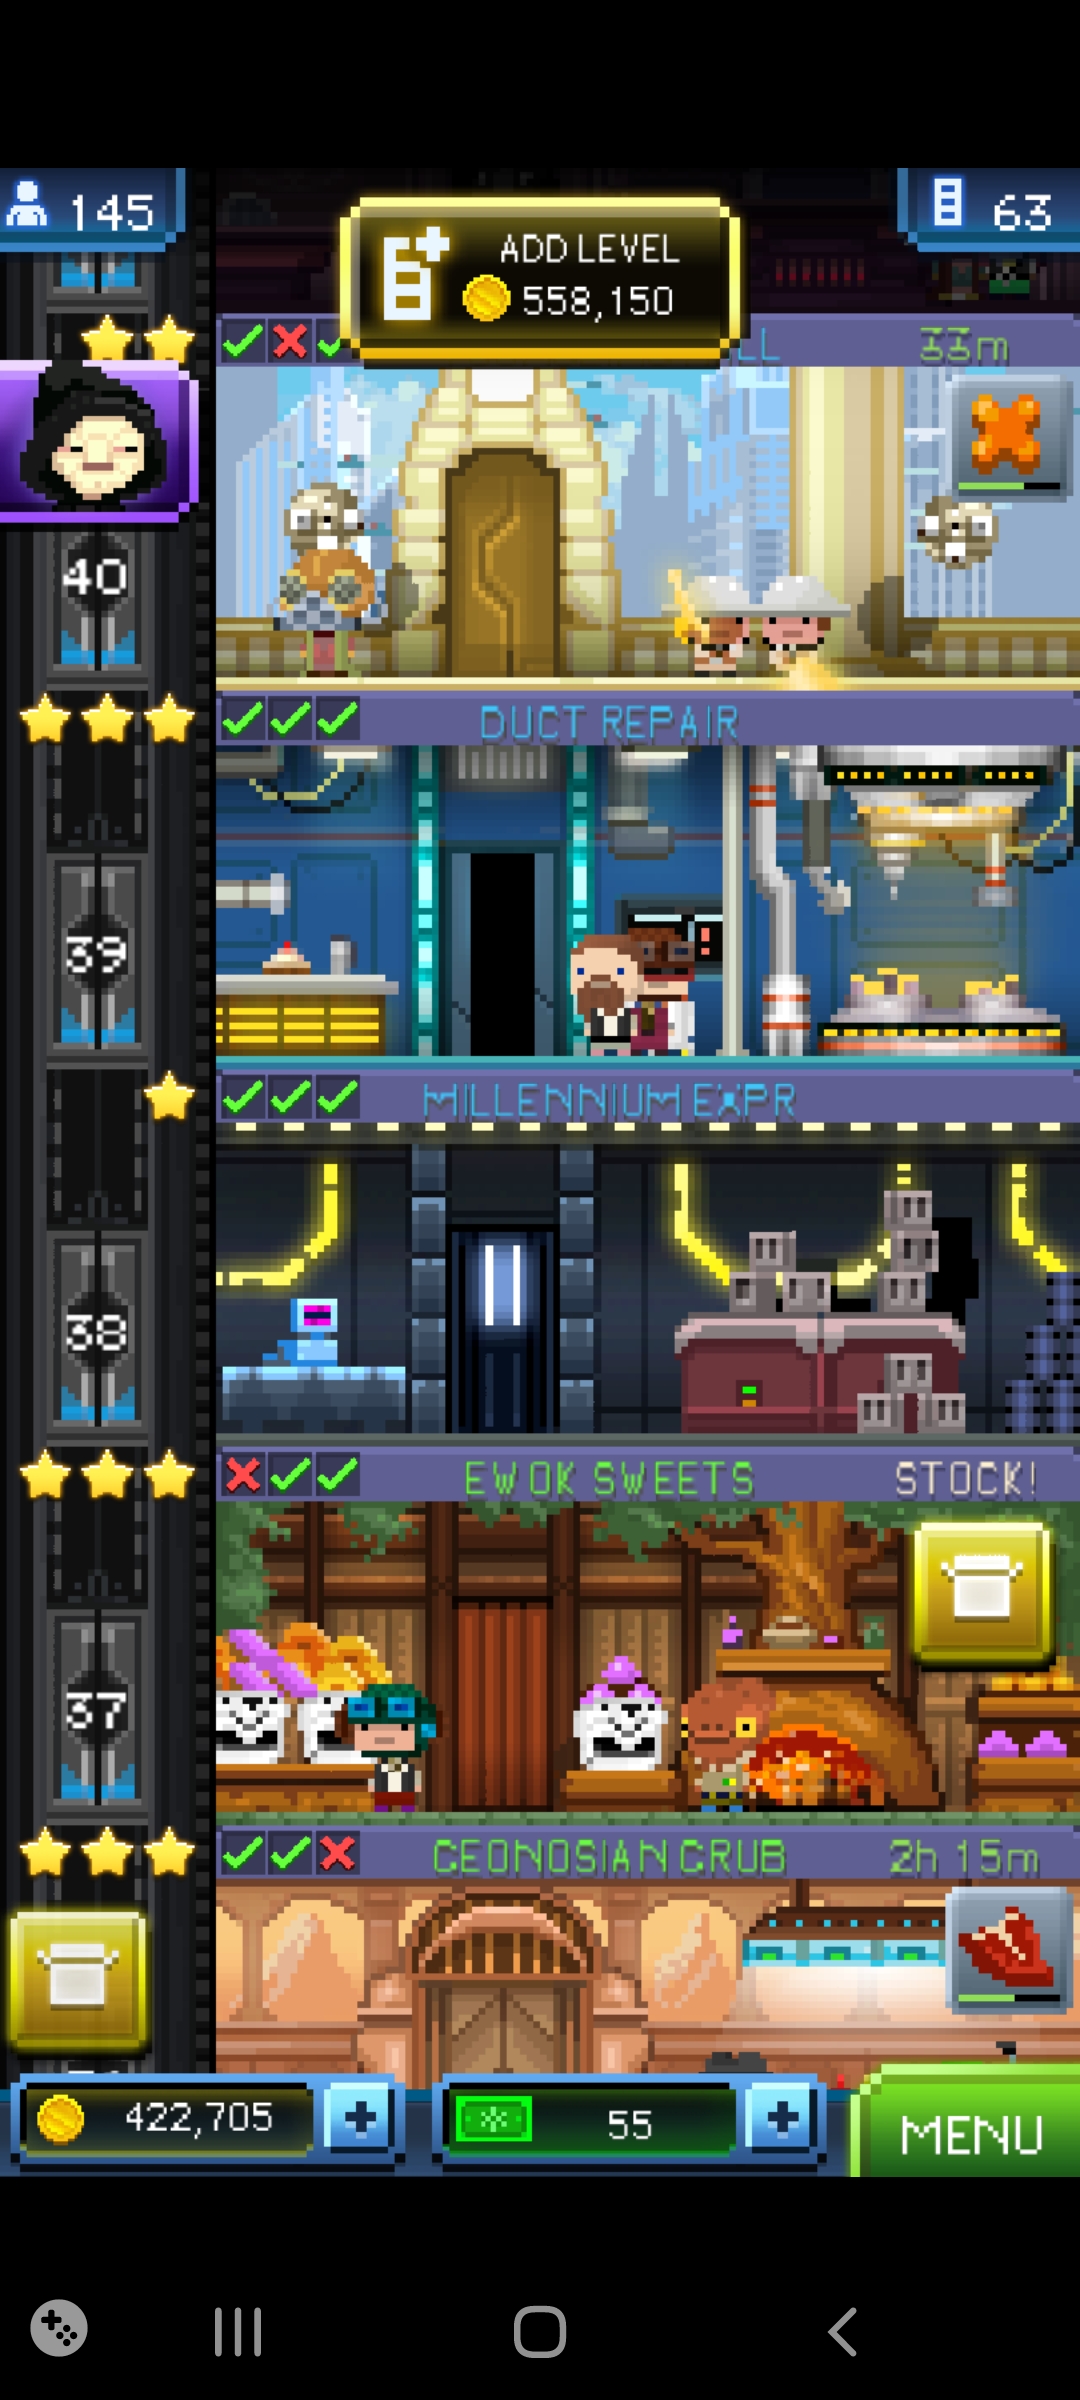 145
ADD LEVEL
558,150
63
LL
33m
40
DUCT REPAIR
39
MILLENNIUM EXPR
38
EWOK SWEETS
STOCK!
37
GEONOSIAN GRUB
2h 15m
422,705
55
MENU